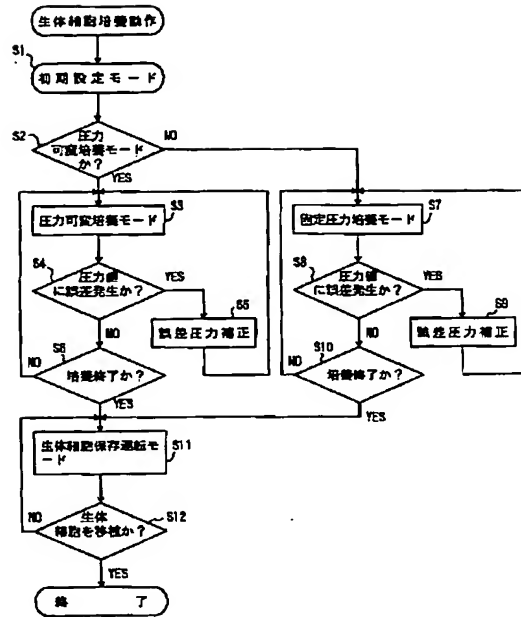 生体細胞培養動作
S1
初期設定モード
S2
圧力
可変培養モード
か?
NO
YES
圧力可変培養モード
S3
S4
圧力値
に誤差発生か?
YES
NO
S5
誤差圧力補正
S6
NO
培養終了か?
YES
固定圧力培養モード
S7
S8
圧力値
に誤差発生か?
YES
NO
S9
誤差圧力補正
S10
NO
培養終了か?
YES
生体細胞保存運転モ
ード
S11
NO
生体
細胞を移植か?
S12
YES
終 了